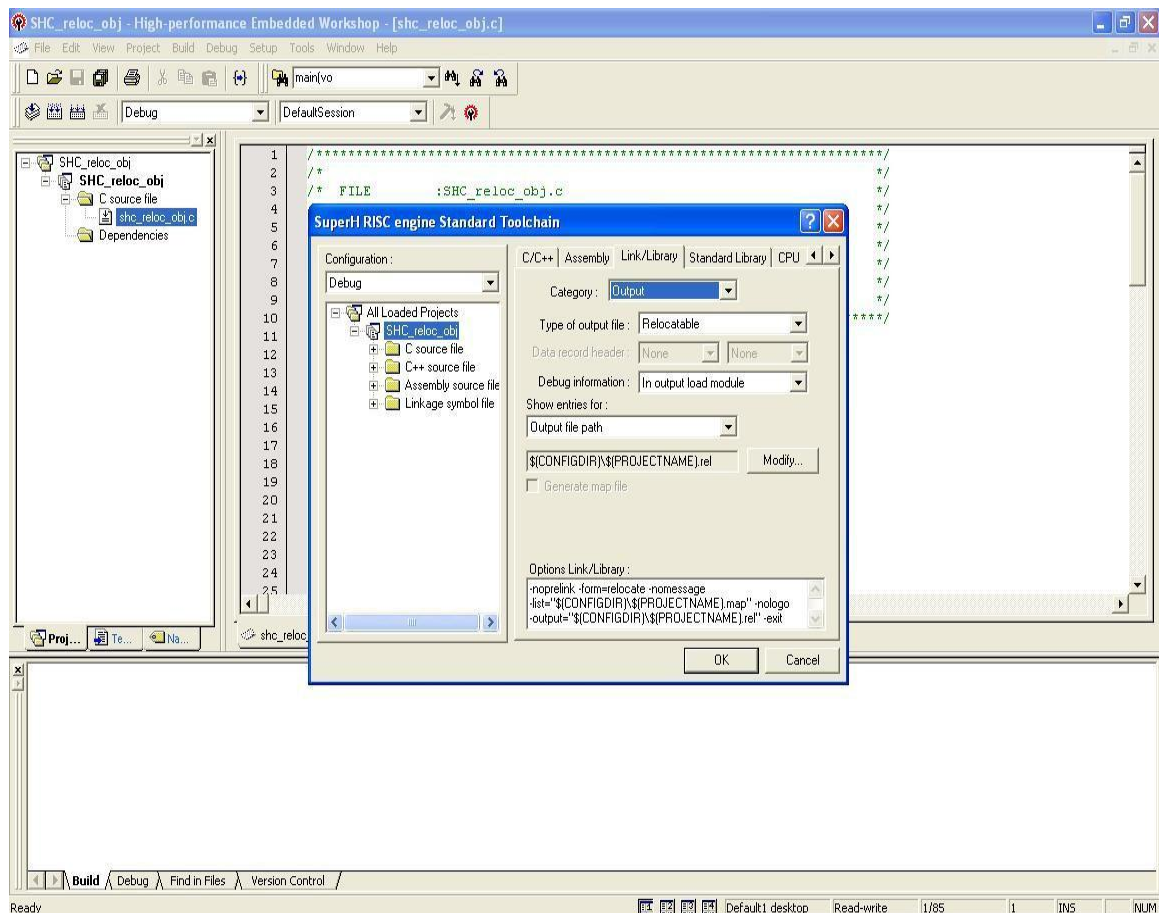 SHC_reloc_obj - High-performance Embedded Workshop - [shc_reloc_obj.c]
File Edit View Project Build Debug Setup Tools Window Help
main(vo
Debug
DefaultSession
SHC_reloc_obj
SHC_reloc_obj
C source file
shc_reloc_obj.c
Dependencies
Proj... Te... Na...
1 /***********************************************************************/
2 /* */
3 /* FILE :SHC_reloc_obj.c */
4 */
5 */
6 */
7 */
8 */
9 */
10 ****/
11
12
13
14
15
16
17
18
19
20
21
22
23
24
25
shc_reloc
SuperH RISC engine Standard Toolchain
Configuration :
Debug
All Loaded Projects
SHC_reloc_obj
C source file
C++ source file
Assembly source file
Linkage symbol file
C/C++ Assembly Link/Library Standard Library CPU
Category : Output
Type of output file : Relocatable
Data record header : None None
Debug information : In output load module
Show entries for :
Output file path
$(CONFIGDIR)\$(PROJECTNAME).rel Modify...
Generate map file
Options Link/Library :
-noprelink -form=relocate -nomessage
-list="$(CONFIGDIR)\$(PROJECTNAME).map" -nologo
-output="$(CONFIGDIR)\$(PROJECTNAME).rel" -exit
OK Cancel
Build Debug Find in Files Version Control
Ready Default1 desktop Read-write 1/85 1 INS NUM